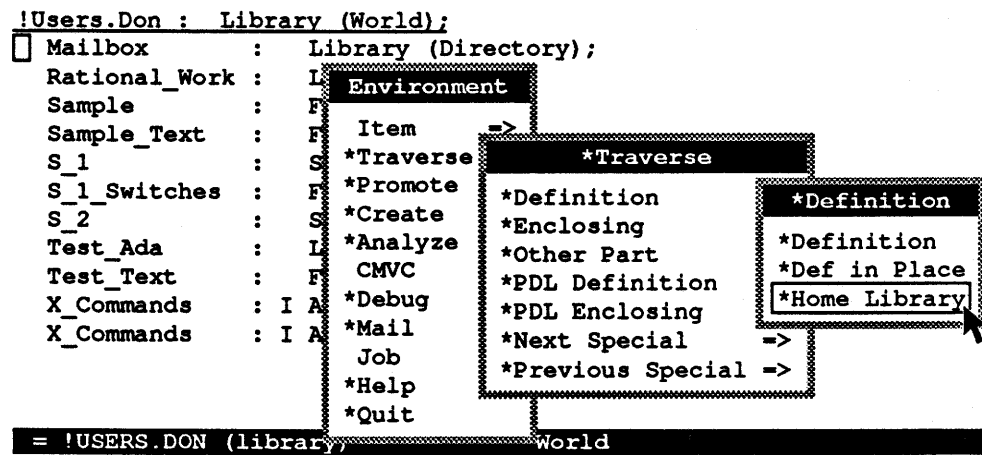 !Users.Don : Library (World);
Mailbox : Library (Directory);
Rational_Work : L
Sample : F
Sample_Text : F
S_1 : S
S_1_Switches : F
S_2 : S
Test_Ada : L
Test_Text : F
X_Commands : I A
X_Commands : I A
Environment
Item =>
*Traverse
*Promote
*Create
*Analyze
CMVC
*Debug
*Mail
Job
*Help
*Quit
*Traverse
*Definition
*Enclosing
*Other Part
*PDL Definition
*PDL Enclosing
*Next Special =>
*Previous Special =>
*Definition
*Definition
*Def in Place
*Home Library
= !USERS.DON (library) World